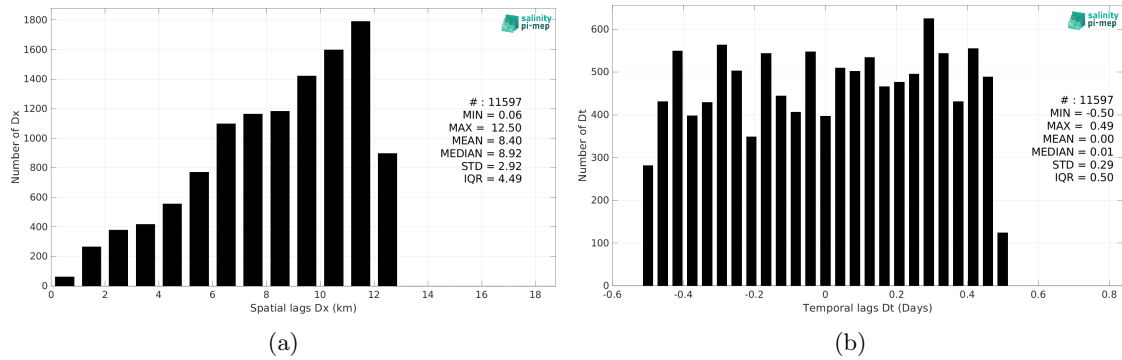 1800
1600
1400
1200
1000
800
600
400
200
0
Number of Dx
0 2 4 6 8 10 12 14 16 18
Spatial lags Dx (km)
salinity
pi-mep
# : 11597
MIN = 0.06
MAX = 12.50
MEAN = 8.40
MEDIAN = 8.92
STD = 2.92
IQR = 4.49
(a)
600
500
400
300
200
100
0
Number of Dt
-0.6 -0.4 -0.2 0 0.2 0.4 0.6 0.8
Temporal lags Dt (Days)
salinity
pi-mep
# : 11597
MIN = -0.50
MAX = 0.49
MEAN = 0.00
MEDIAN = 0.01
STD = 0.29
IQR = 0.50
(b)